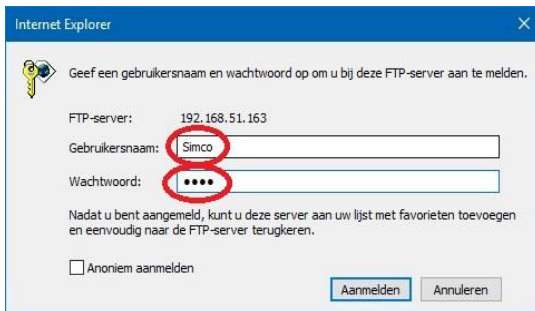 Internet Explorer
Geef een gebruikersnaam en wachtwoord op om u bij deze FTP-server aan te melden.
FTP-server: 192.168.51.163
Gebruikersnaam: Simco
Wachtwoord: ••••
Nadat u bent aangemeld, kunt u deze server aan uw lijst met favorieten toevoegen
en eenvoudig naar de FTP-server terugkeren.
Anoniem aanmelden
Aanmelden Annuleren